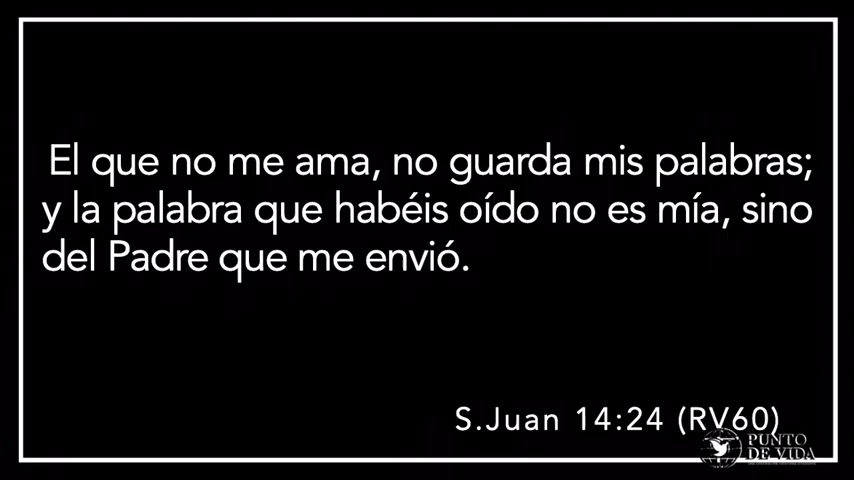 El que no me ama, no guarda mis palabras;
y la palabra que habéis oído no es mía, sino
del Padre que me envió.
S.Juan 14:24 (RV60)
PUNTO
DE VIDA